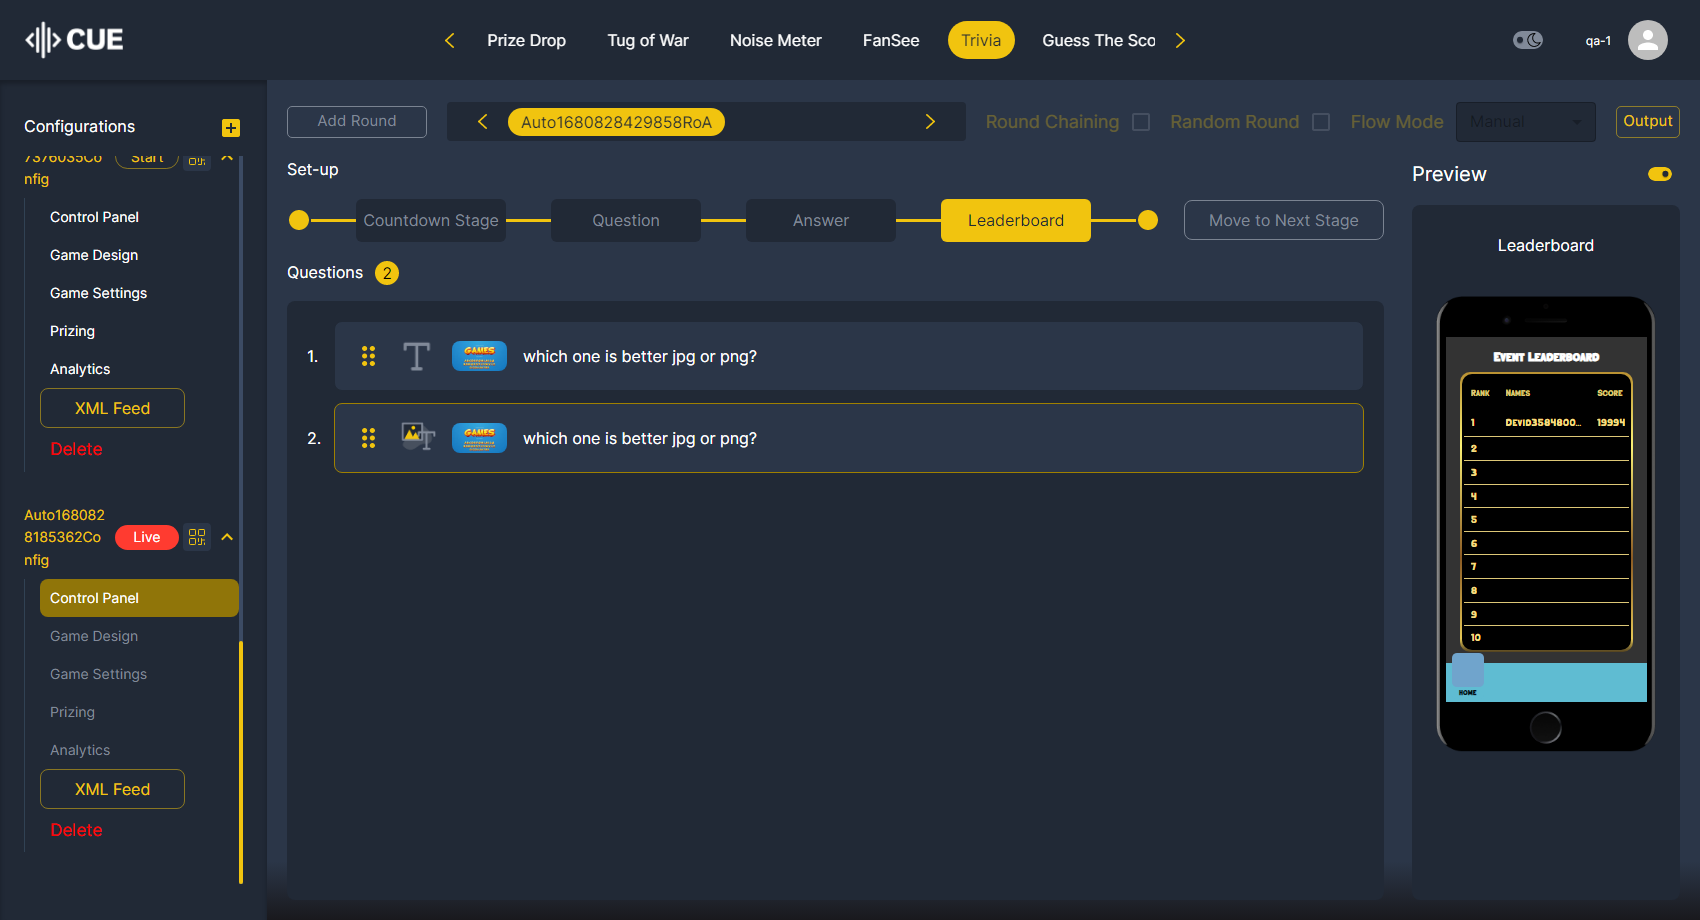 CUE
Prize Drop
Tug of War
Noise Meter
FanSee
Trivia
Guess The Sco
qa-1
Configurations
7376035Co
nfig
Start
Control Panel
Game Design
Game Settings
Prizing
Analytics
XML Feed
Delete
Auto168082
8185362Co
nfig
Live
Control Panel
Game Design
Game Settings
Prizing
Analytics
XML Feed
Delete
Add Round
Auto1680828429858RoA
Round Chaining
Random Round
Flow Mode
Manual
Output
Set-up
Countdown Stage
Question
Answer
Leaderboard
Move to Next Stage
Questions 2
1.
GAMES
which one is better jpg or png?
2.
T
GAMES
which one is better jpg or png?
Preview
Leaderboard
Event Leaderboard
Rank Names Score
1 Devid3584800... 19994
2
3
4
5
6
7
8
9
10
HOME